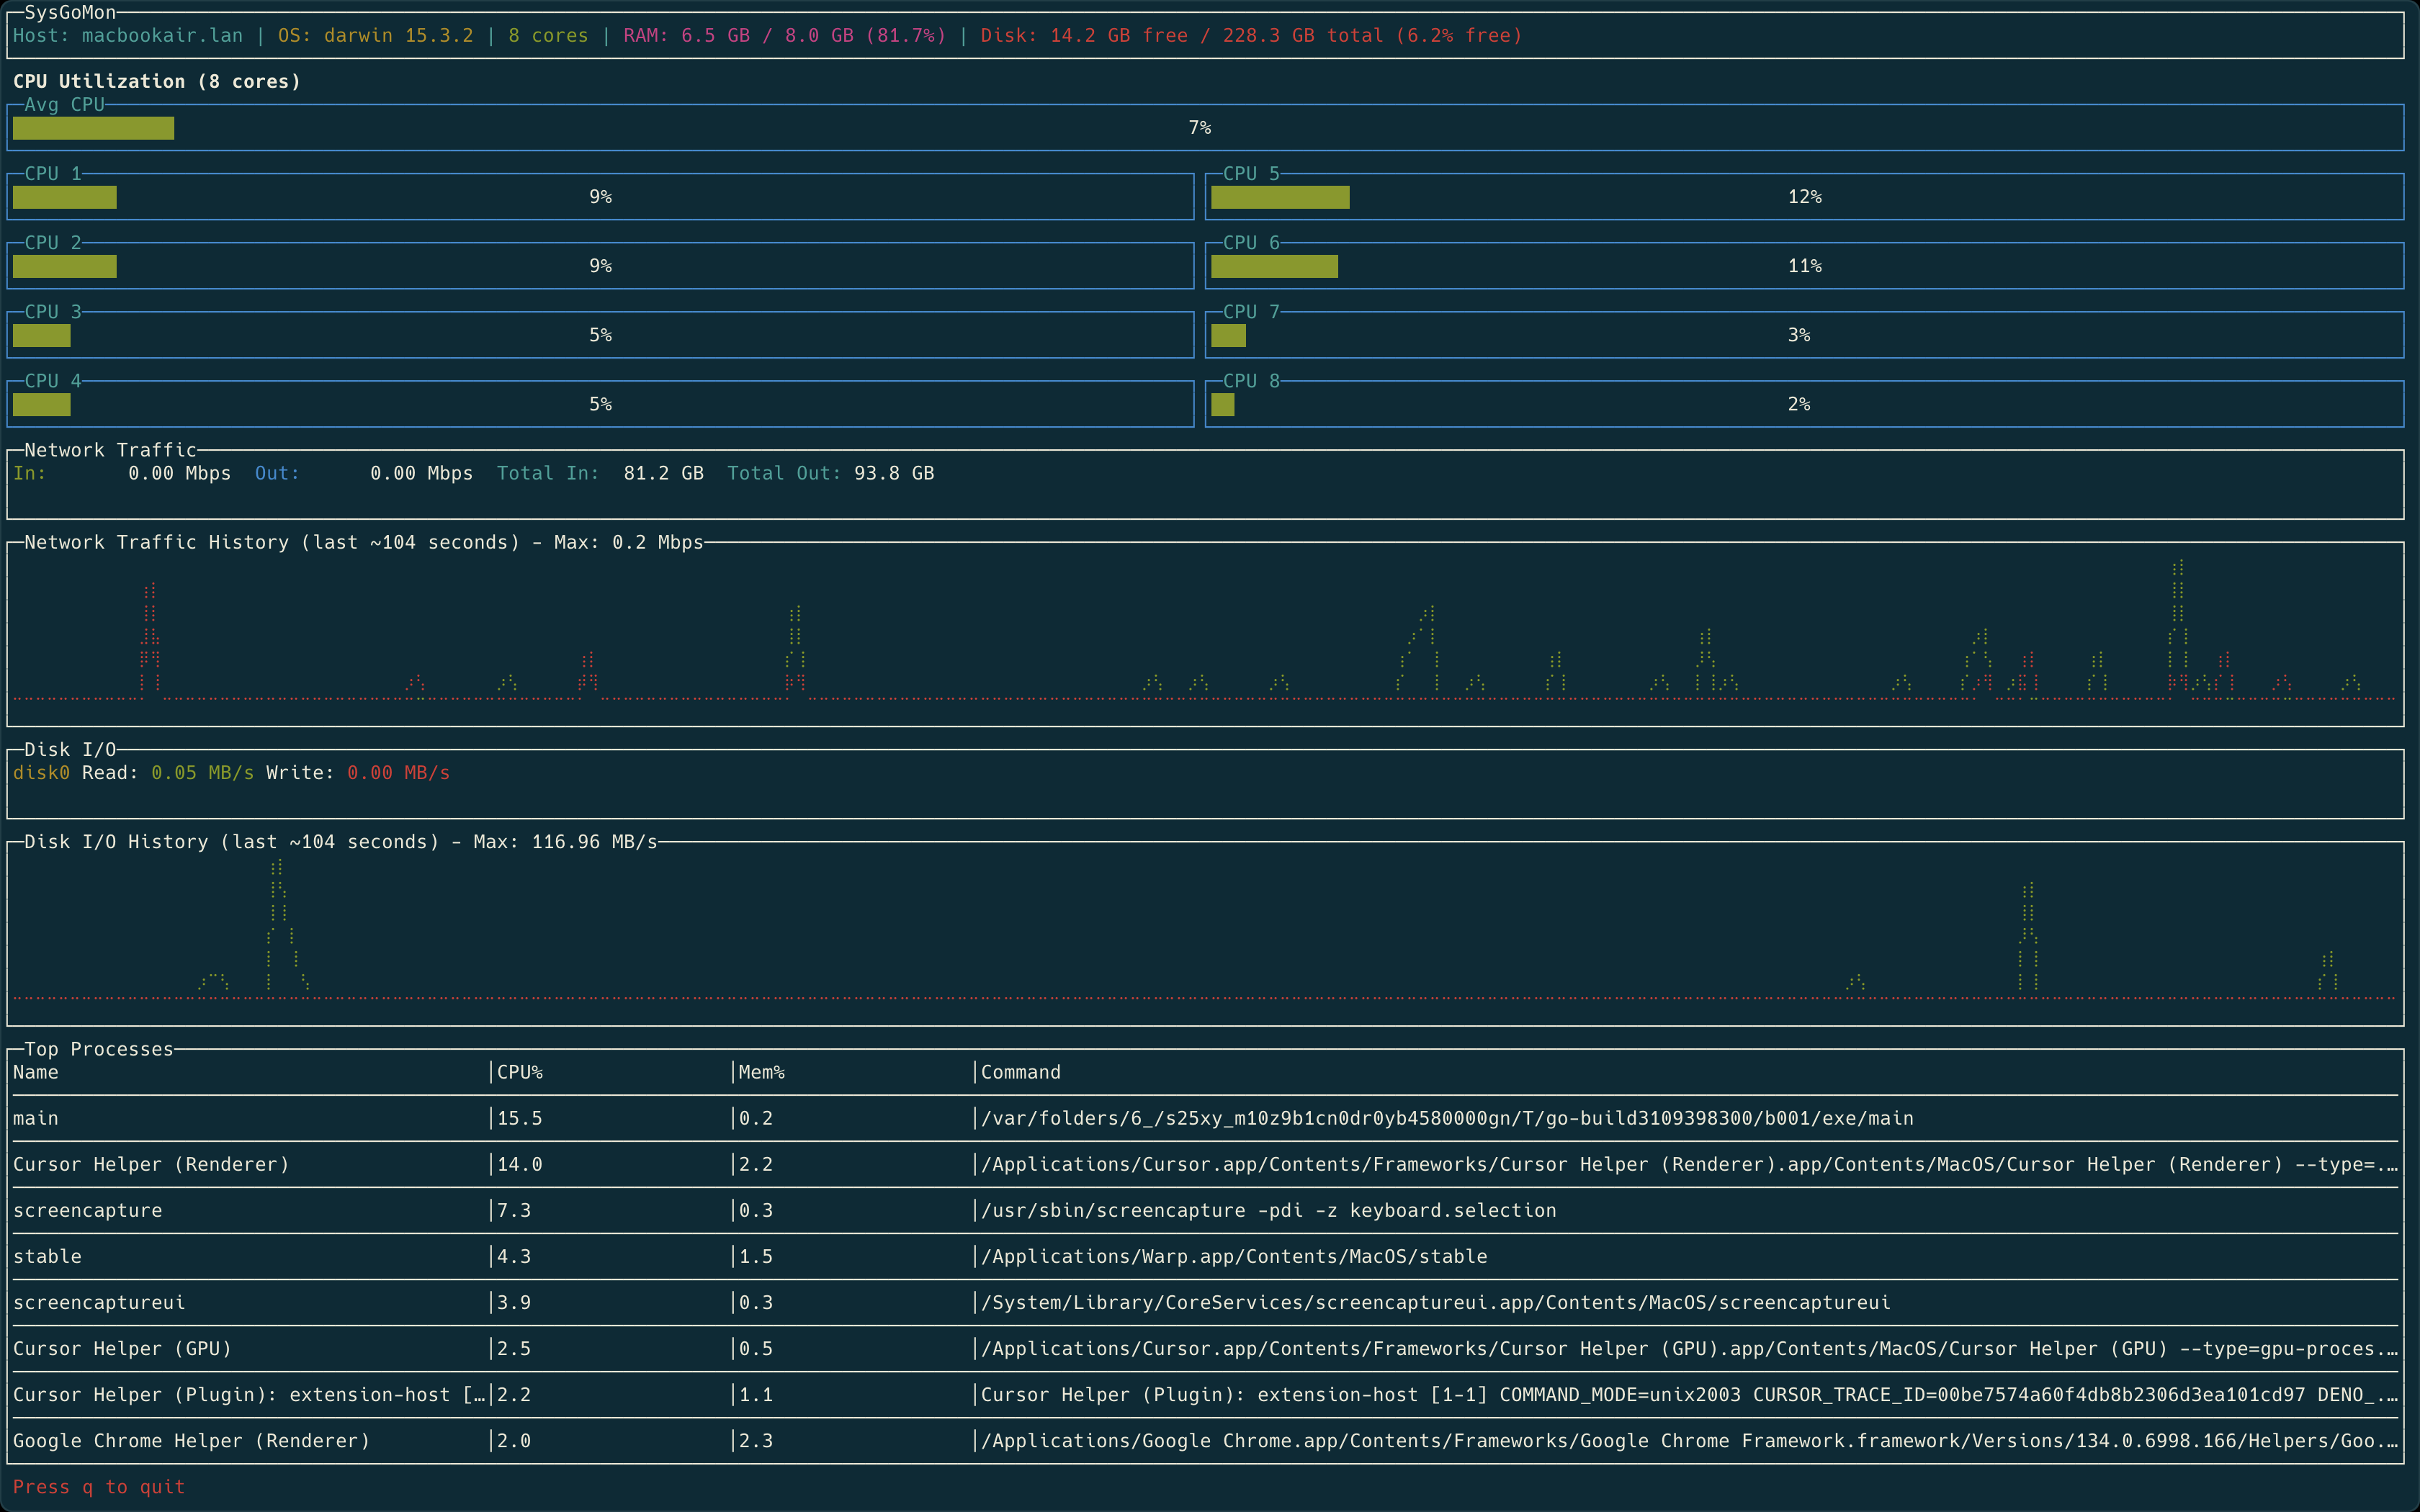 SysGoMon
Host: macbookair.lan | OS: darwin 15.3.2 | 8 cores | RAM: 6.5 GB / 8.0 GB (81.7%) | Disk: 14.2 GB free / 228.3 GB total (6.2% free)
CPU Utilization (8 cores)
Avg CPU
7%
CPU 1
9%
CPU 5
12%
CPU 2
9%
CPU 6
11%
CPU 3
5%
CPU 7
3%
CPU 4
5%
CPU 8
2%
Network Traffic
In: 0.00 Mbps Out: 0.00 Mbps Total In: 81.2 GB Total Out: 93.8 GB
Network Traffic History (last ~104 seconds) - Max: 0.2 Mbps
Disk I/O
disk0 Read: 0.05 MB/s Write: 0.00 MB/s
Disk I/O History (last ~104 seconds) - Max: 116.96 MB/s
Top Processes
Name |CPU% |Mem% |Command
main |15.5 |0.2 |/var/folders/6_/s25xy_m10z9b1cn0dr0yb4580000gn/T/go-build3109398300/b001/exe/main
Cursor Helper (Renderer) |14.0 |2.2 |/Applications/Cursor.app/Contents/Frameworks/Cursor Helper (Renderer).app/Contents/MacOS/Cursor Helper (Renderer) --type=.…
screencapture |7.3 |0.3 |/usr/sbin/screencapture -pdi -z keyboard.selection
stable |4.3 |1.5 |/Applications/Warp.app/Contents/MacOS/stable
screencaptureui |3.9 |0.3 |/System/Library/CoreServices/screencaptureui.app/Contents/MacOS/screencaptureui
Cursor Helper (GPU) |2.5 |0.5 |/Applications/Cursor.app/Contents/Frameworks/Cursor Helper (GPU).app/Contents/MacOS/Cursor Helper (GPU) --type=gpu-proces.…
Cursor Helper (Plugin): extension-host […|2.2 |1.1 |Cursor Helper (Plugin): extension-host [1-1] COMMAND_MODE=unix2003 CURSOR_TRACE_ID=00be7574a60f4db8b2306d3ea101cd97 DENO_.…
Google Chrome Helper (Renderer) |2.0 |2.3 |/Applications/Google Chrome.app/Contents/Frameworks/Google Chrome Framework.framework/Versions/134.0.6998.166/Helpers/Goo.…
Press q to quit